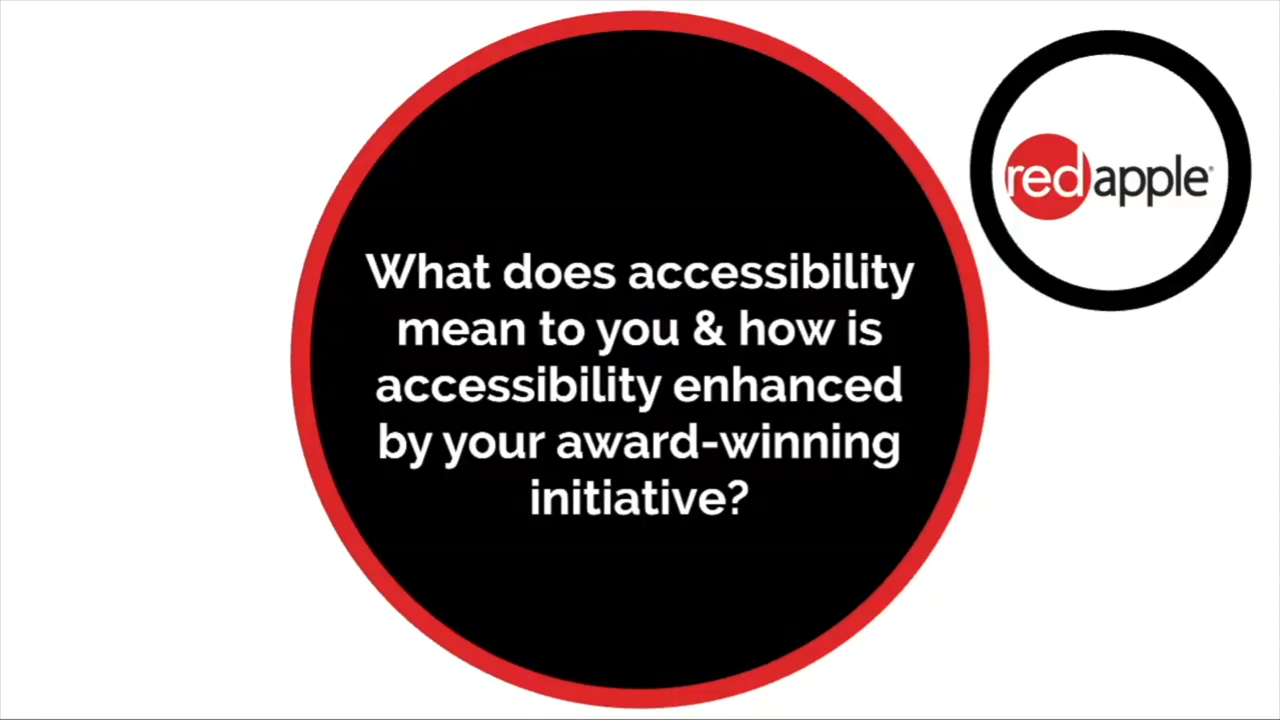 What does accessibility
mean to you & how is
accessibility enhanced
by your award-winning
initiative?
redapple